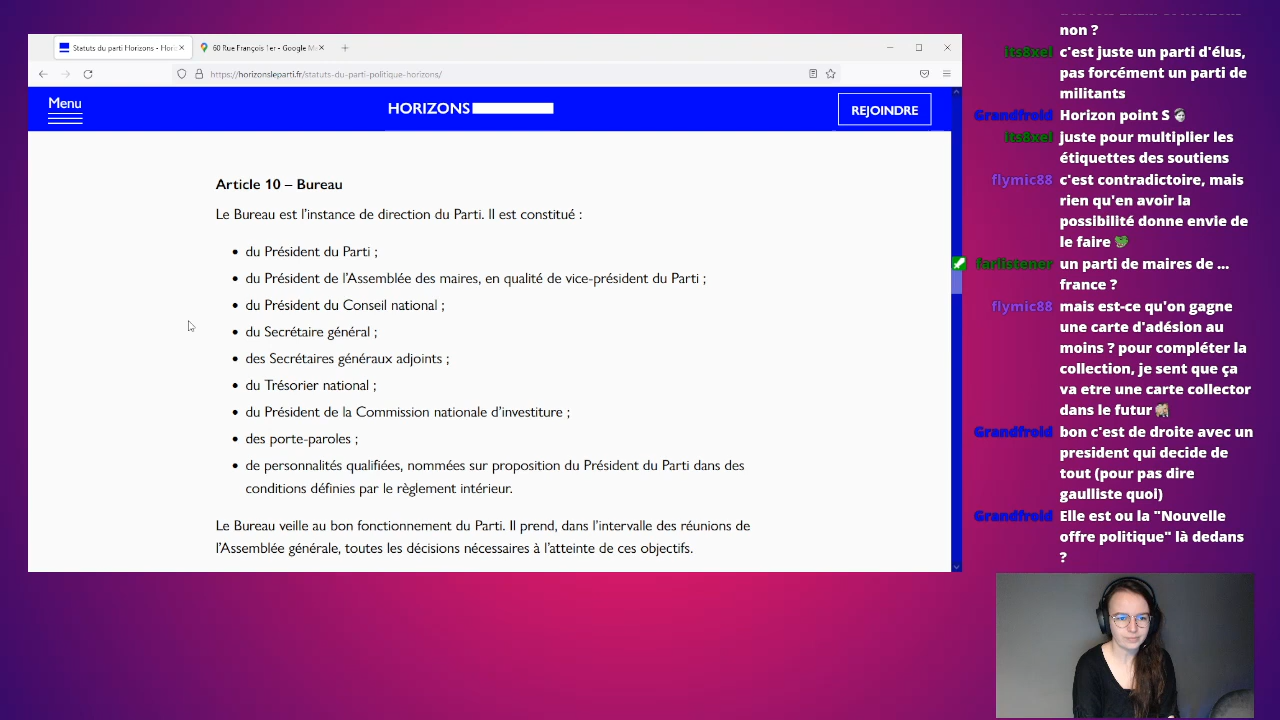 Statuts du parti Horizons - Hori
60 Rue François 1er - Google Ma
https://horizonsleparti.fr/statuts-du-parti-politique-horizons/
Menu
HORIZONS
REJOINDRE
Article 10 – Bureau
Le Bureau est l'instance de direction du Parti. Il est constitué :
du Président du Parti ;
du Président de l'Assemblée des maires, en qualité de vice-président du Parti ;
du Président du Conseil national ;
du Secrétaire général ;
des Secrétaires généraux adjoints ;
du Trésorier national ;
du Président de la Commission nationale d'investiture ;
des porte-paroles ;
de personnalités qualifiées, nommées sur proposition du Président du Parti dans des
conditions définies par le règlement intérieur.
Le Bureau veille au bon fonctionnement du Parti. Il prend, dans l'intervalle des réunions de
l'Assemblée générale, toutes les décisions nécessaires à l'atteinte de ces objectifs.
non ?
its8xel c'est juste un parti d'élus,
pas forcément un parti de
militants
Grandfroid Horizon point S
its8xel juste pour multiplier les
étiquettes des soutiens
flymic88 c'est contradictoire, mais
rien qu'en avoir la
possibilité donne envie de
le faire
farlistener un parti de maires de ...
france ?
flymic88 mais est-ce qu'on gagne
une carte d'adésion au
moins ? pour compléter la
collection, je sent que ça
va etre une carte collector
dans le futur
Grandfroid bon c'est de droite avec un
president qui decide de
tout (pour pas dire
gaulliste quoi)
Grandfroid Elle est ou la "Nouvelle
offre politique" là dedans
?